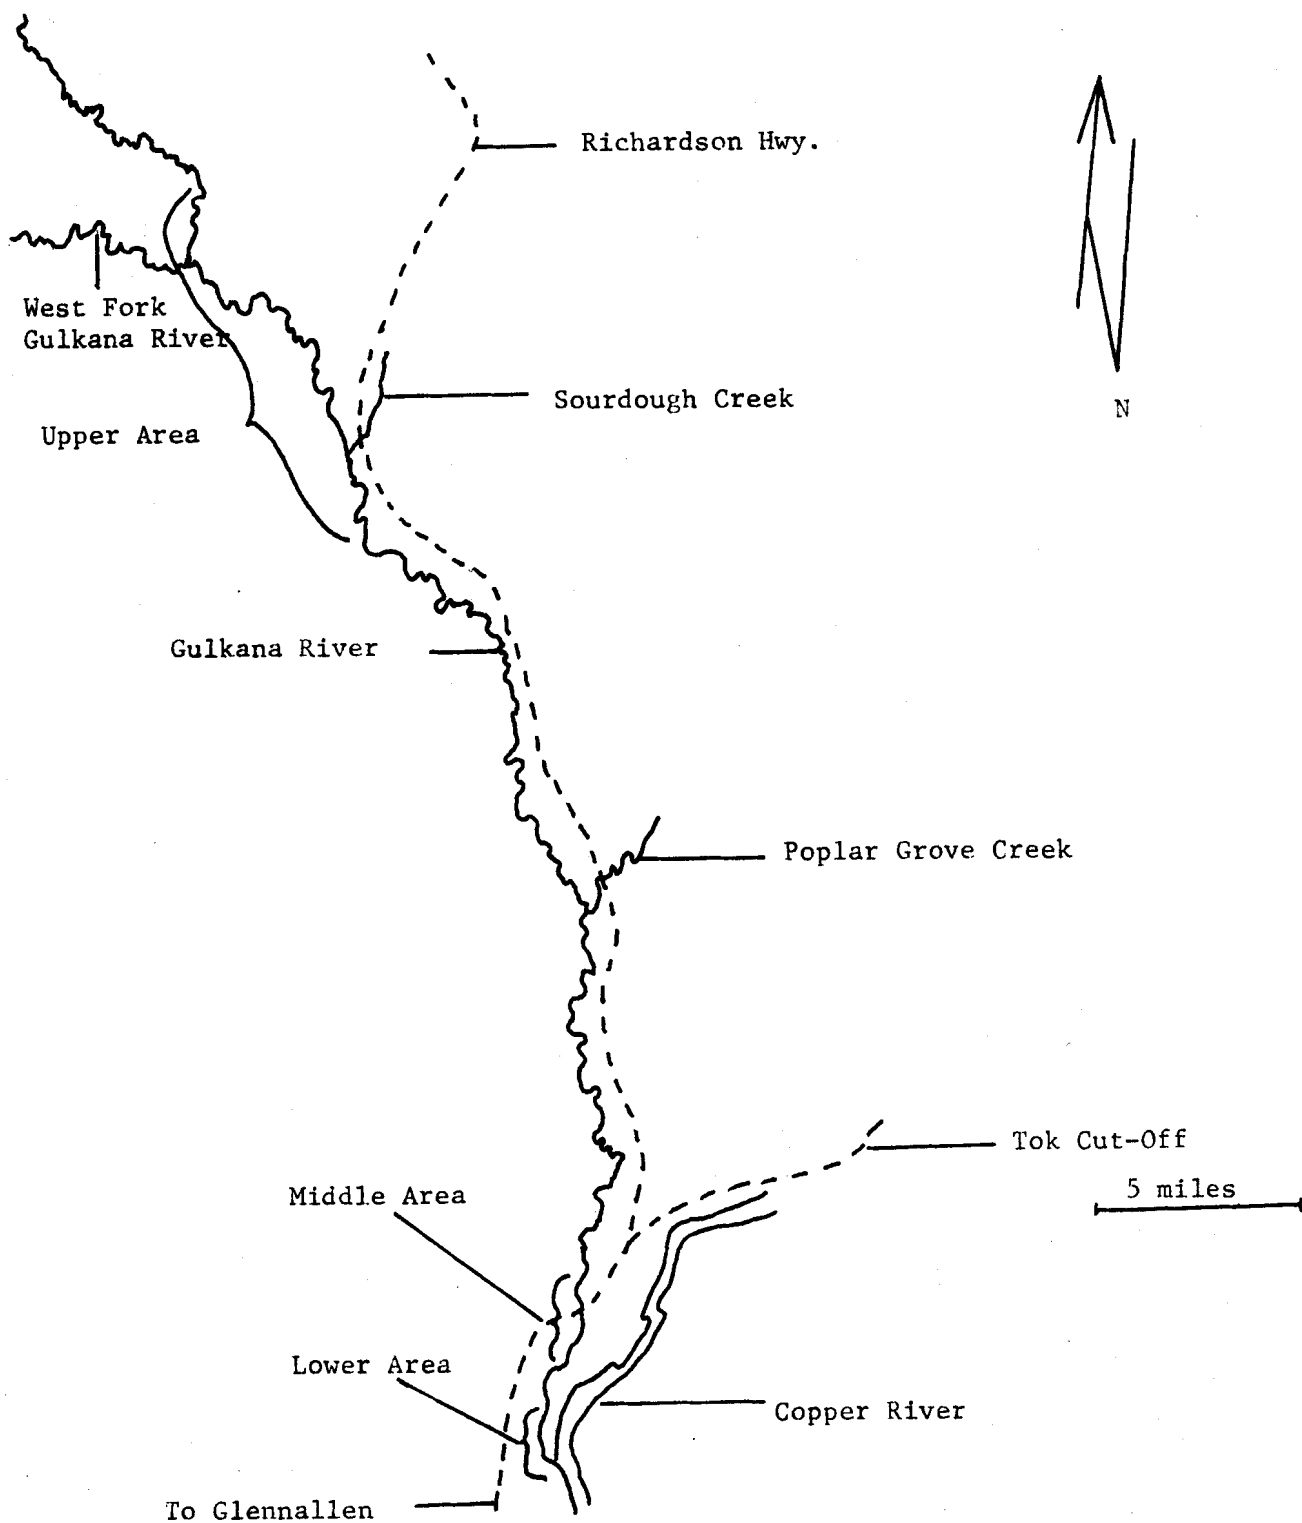 Richardson Hwy.
West Fork
Gulkana River
Sourdough Creek
N
Upper Area
Gulkana River
Poplar Grove Creek
Tok Cut-Off
5 miles
Middle Area
Lower Area
Copper River
To Glennallen